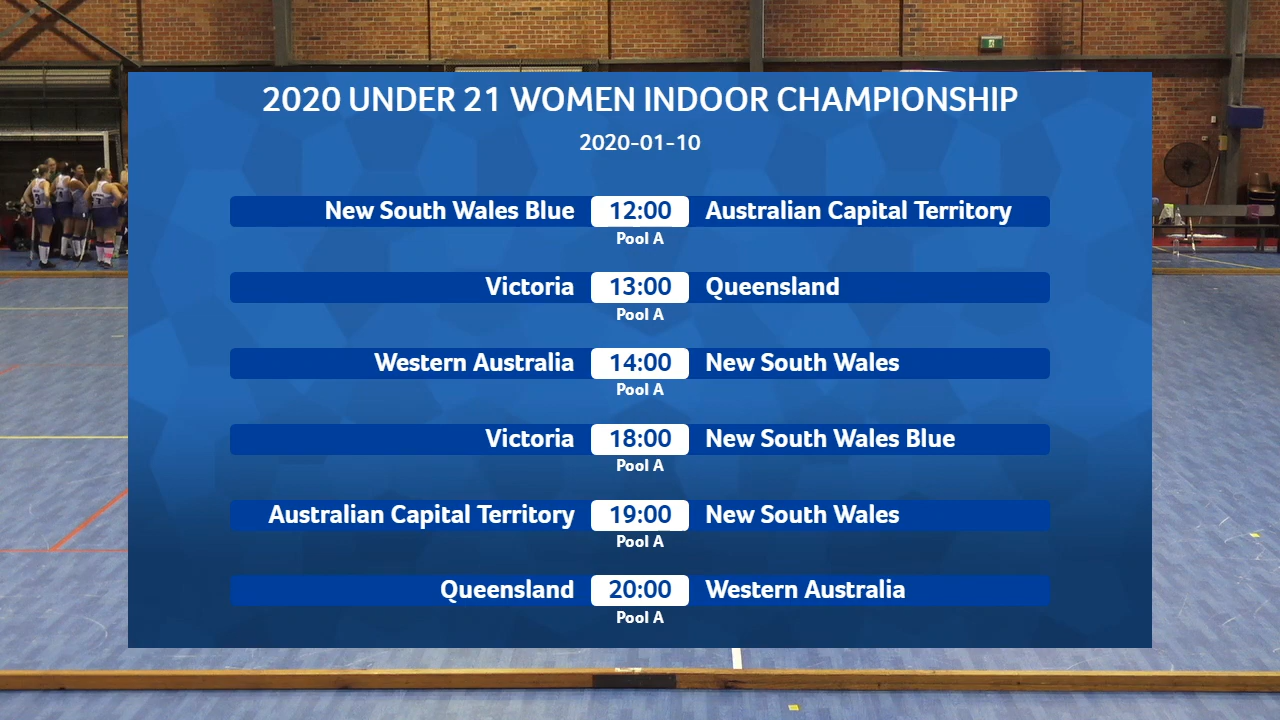 2020 UNDER 21 WOMEN INDOOR CHAMPIONSHIP
2020-01-10
New South Wales Blue 12:00 Australian Capital Territory
Pool A
Victoria 13:00 Queensland
Pool A
Western Australia 14:00 New South Wales
Pool A
Victoria 18:00 New South Wales Blue
Pool A
Australian Capital Territory 19:00 New South Wales
Pool A
Queensland 20:00 Western Australia
Pool A